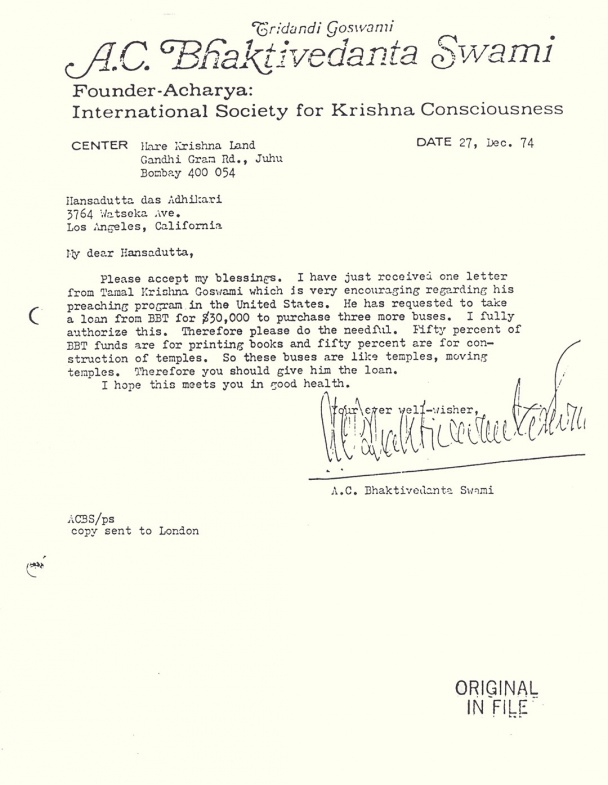 Tridandi Goswami
A.C. Bhaktivedanta Swami
Founder-Acharya:
International Society for Krishna Consciousness
CENTER Hare Krishna Land
Gandhi Gram Rd., Juhu
Bombay 400 054
DATE 27, Dec. 74
Hansadutta das Adhikari
3764 Watseka Ave.
Los Angeles, California
My dear Hansadutta,
Please accept my blessings. I have just received one letter
from Tamal Krishna Goswami which is very encouraging regarding his
preaching program in the United States. He has requested to take
a loan from BBT for $30,000 to purchase three more buses. I fully
authorize this. Therefore please do the needful. Fifty percent of
BBT funds are for printing books and fifty percent are for con-
struction of temples. So these buses are like temples, moving
temples. Therefore you should give him the loan.
I hope this meets you in good health.
Your ever well-wisher,
A.C. Bhaktivedanta Swami
ACBS/ps
copy sent to London
ORIGINAL
IN FILE